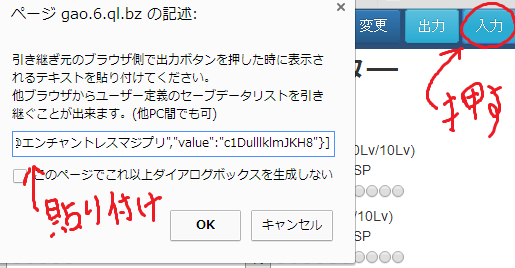 ページ gao.6.ql.bz の記述:
×
引き継ぎ元のブラウザ側で出力ボタンを押した時に表示されるテキストを貼り付けてください。
他ブラウザからユーザー定義のセーブデータリストを引き継ぐことが出来ます。(他PC間でも可)
エンチャントレスマジプリ","value":"c1DulllklmJKH8"}]
このページでこれ以上ダイアログボックスを生成しない
貼り付け
OK キャンセル
変更 出力 入力
押す
Lv/10Lv)
SP
/10Lv)
SP